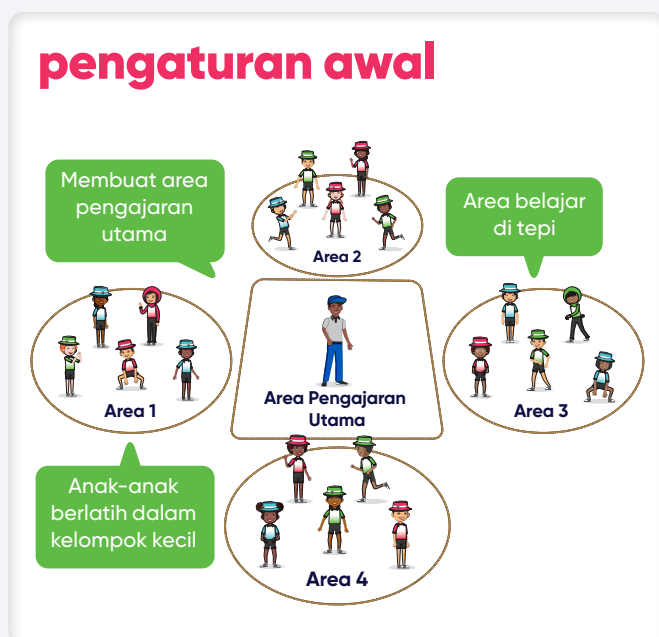 pengaturan awal
Membuat area
pengajaran
utama
Area 2
Area belajar
di tepi
Area 1
Area Pengajaran
Utama
Area 3
Anak-anak
berlatih dalam
kelompok kecil
Area 4